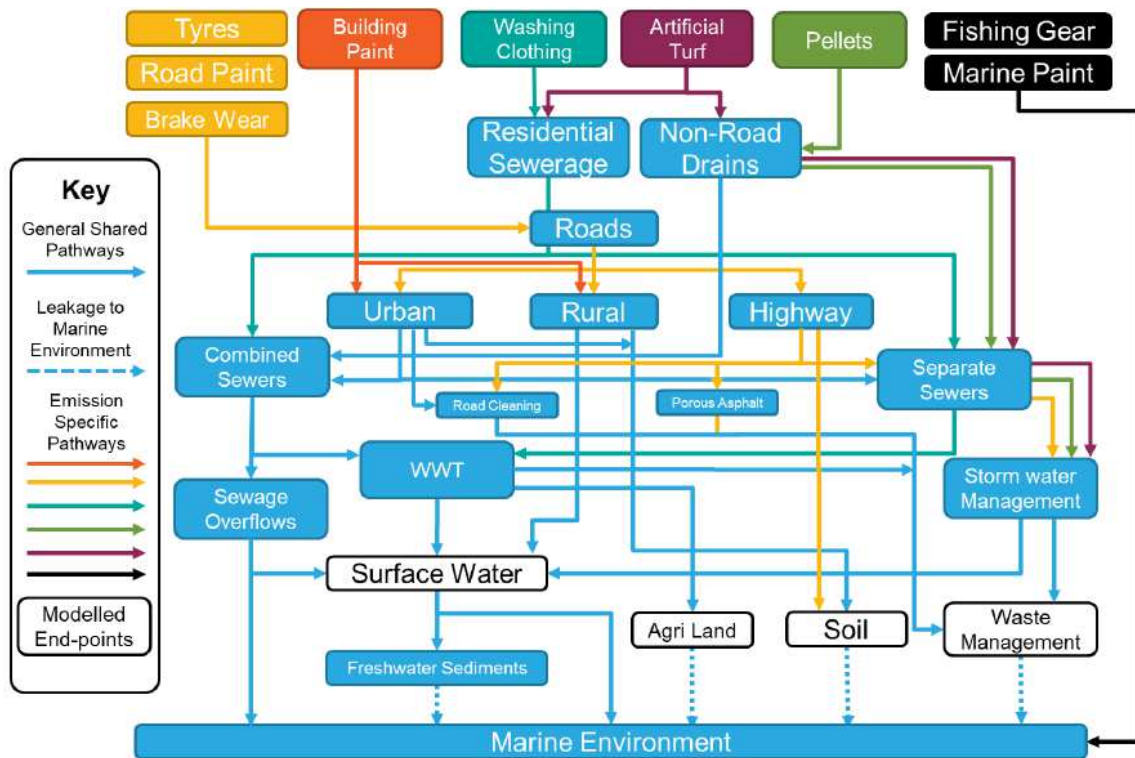 Tyres
Road Paint
Brake Wear
Building
Paint
Washing
Clothing
Artificial
Turf
Pellets
Fishing Gear
Marine Paint
Residential
Sewerage
Non-Road
Drains
Key
General Shared
Pathways
Leakage to
Marine
Environment
Emission
Specific
Pathways
Modelled
End-points
Roads
Urban
Rural
Highway
Combined
Sewers
Separate
Sewers
Road Cleaning
Porous Asphalt
WWT
Sewage
Overflows
Storm water
Management
Surface Water
Agri Land
Soil
Waste
Management
Freshwater Sediments
Marine Environment